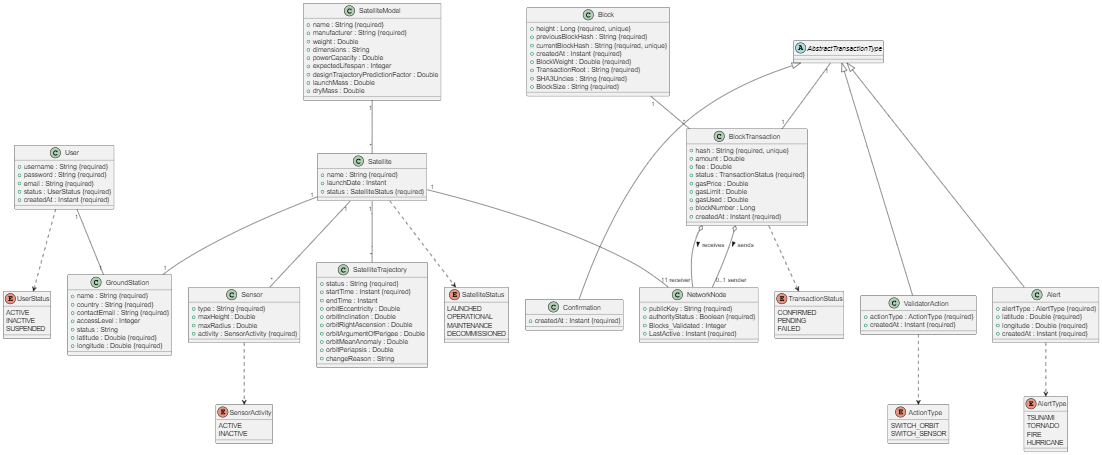 SatelliteModel
name : String {required}
manufacturer : String {required}
weight : Double
dimensions : String
powerCapacity : Double
expectedLifespan : Integer
designTrajectoryPredictionFactor : Double
launchMass : Double
dryMass : Double
Block
height : Long {required, unique}
previousBlockHash : String {required}
currentBlockHash : String {required, unique}
createdAt : Instant {required}
BlockWeight : Double {required}
TransactionRoot : String {required}
SHA3Uncles : String {required}
BlockSize : String {required}
AbstractTransactionType
User
username : String {required}
password : String {required}
email : String {required}
status : UserStatus {required}
createdAt : Instant {required}
Satellite
name : String {required}
launchDate : Instant
status : SatelliteStatus {required}
BlockTransaction
hash : String {required, unique}
amount : Double
fee : Double
status : TransactionStatus {required}
gasPrice : Double
gasLimit : Double
gasUsed : Double
blockNumber : Long
createdAt : Instant {required}
receives
sends
11 receiver
0..1 sender
UserStatus
ACTIVE
INACTIVE
SUSPENDED
GroundStation
name : String {required}
country : String {required}
contactEmail : String {required}
accessLevel : Integer
status : String
latitude : Double {required}
longitude : Double {required}
Sensor
type : String {required}
maxHeight : Double
maxRadius : Double
activity : SensorActivity {required}
SatelliteTrajectory
status : String {required}
startTime : Instant {required}
endTime : Instant
orbitEccentricity : Double
orbitInclination : Double
orbitRightAscension : Double
orbitArgumentOfPerigee : Double
orbitMeanAnomaly : Double
orbitPeriapsis : Double
changeReason : String
SatelliteStatus
LAUNCHED
OPERATIONAL
MAINTENANCE
DECOMMISSIONED
Confirmation
createdAt : Instant {required}
NetworkNode
publicKey : String {required}
authorityStatus : Boolean {required}
Blocks_Validated : Integer
LastActive : Instant {required}
TransactionStatus
CONFIRMED
PENDING
FAILED
ValidatorAction
actionType : ActionType {required}
createdAt : Instant {required}
Alert
alertType : AlertType {required}
latitude : Double {required}
longitude : Double {required}
createdAt : Instant {required}
SensorActivity
ACTIVE
INACTIVE
ActionType
SWITCH_ORBIT
SWITCH_SENSOR
AlertType
TSUNAMI
TORNADO
FIRE
HURRICANE